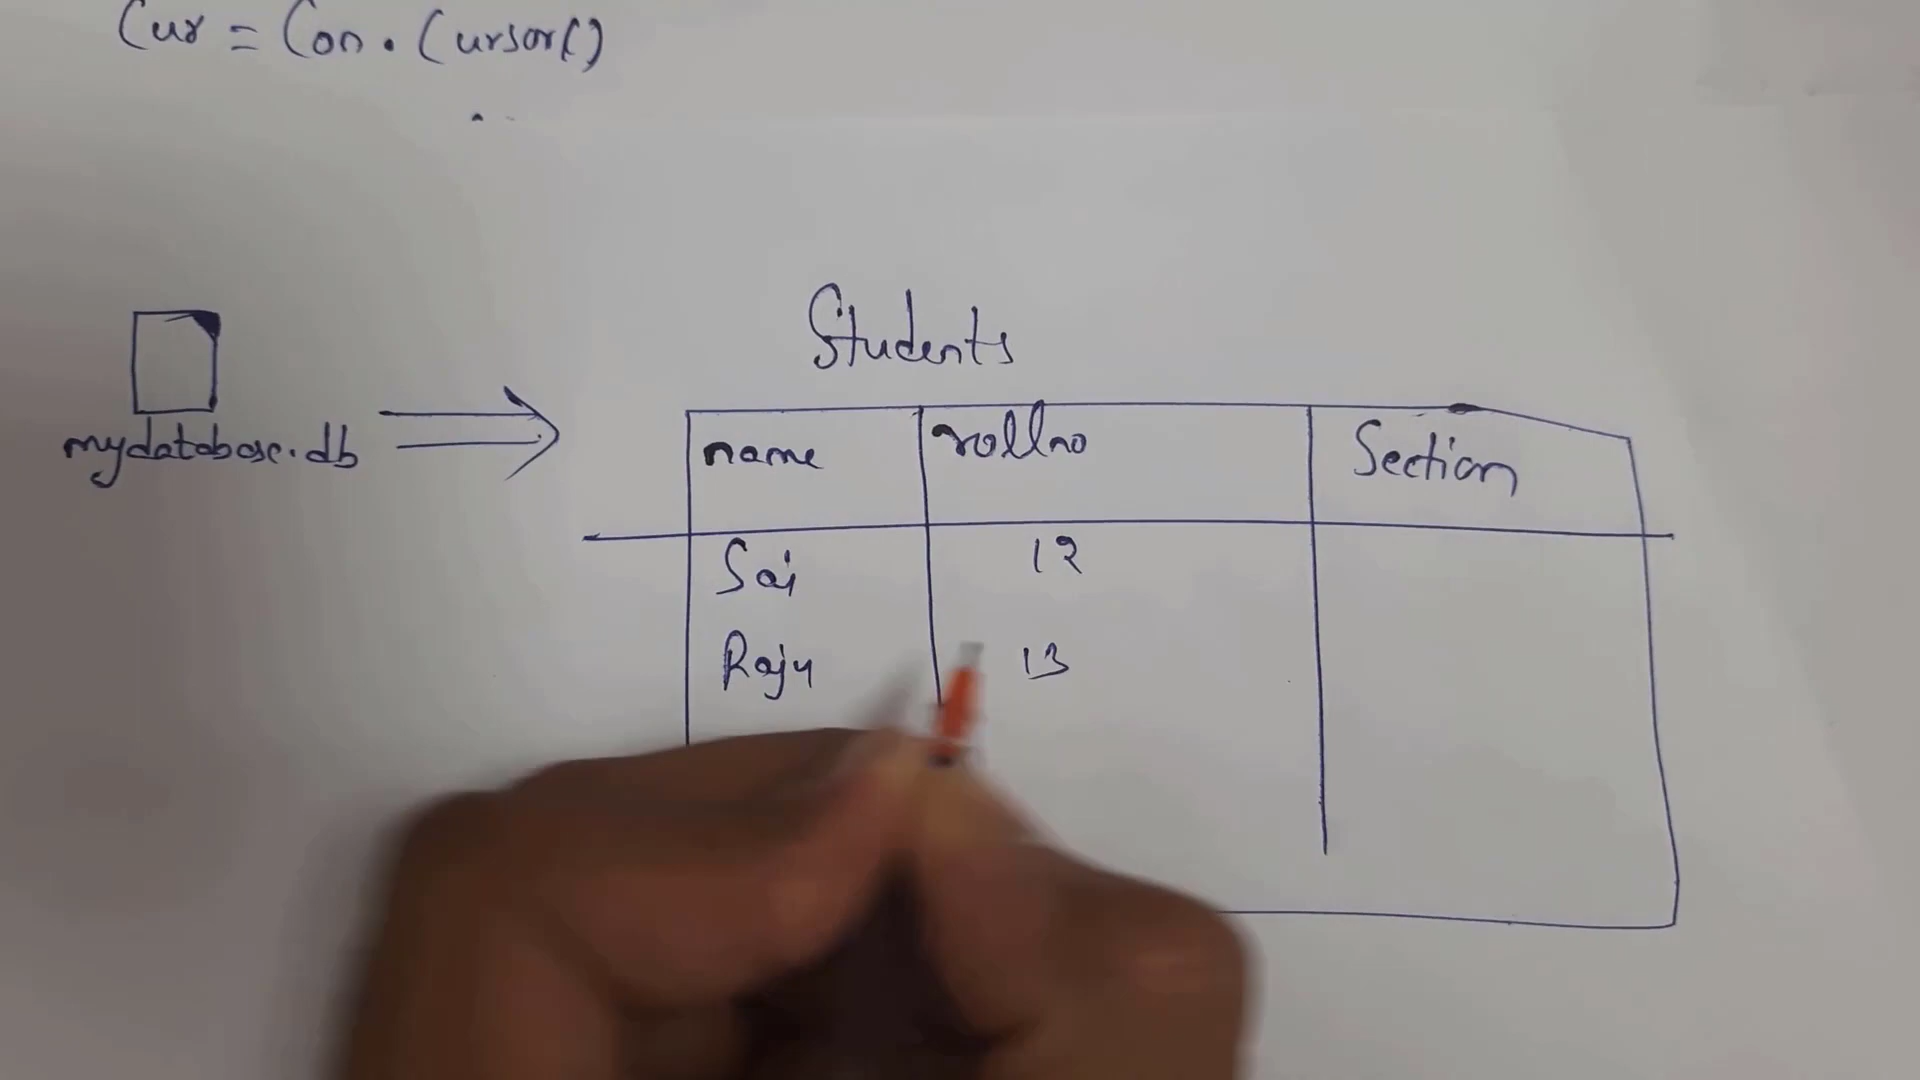 Cur = Con.Cursor()
Students
mydatabase.db
name rollno Section
Sai 12
Raju 13